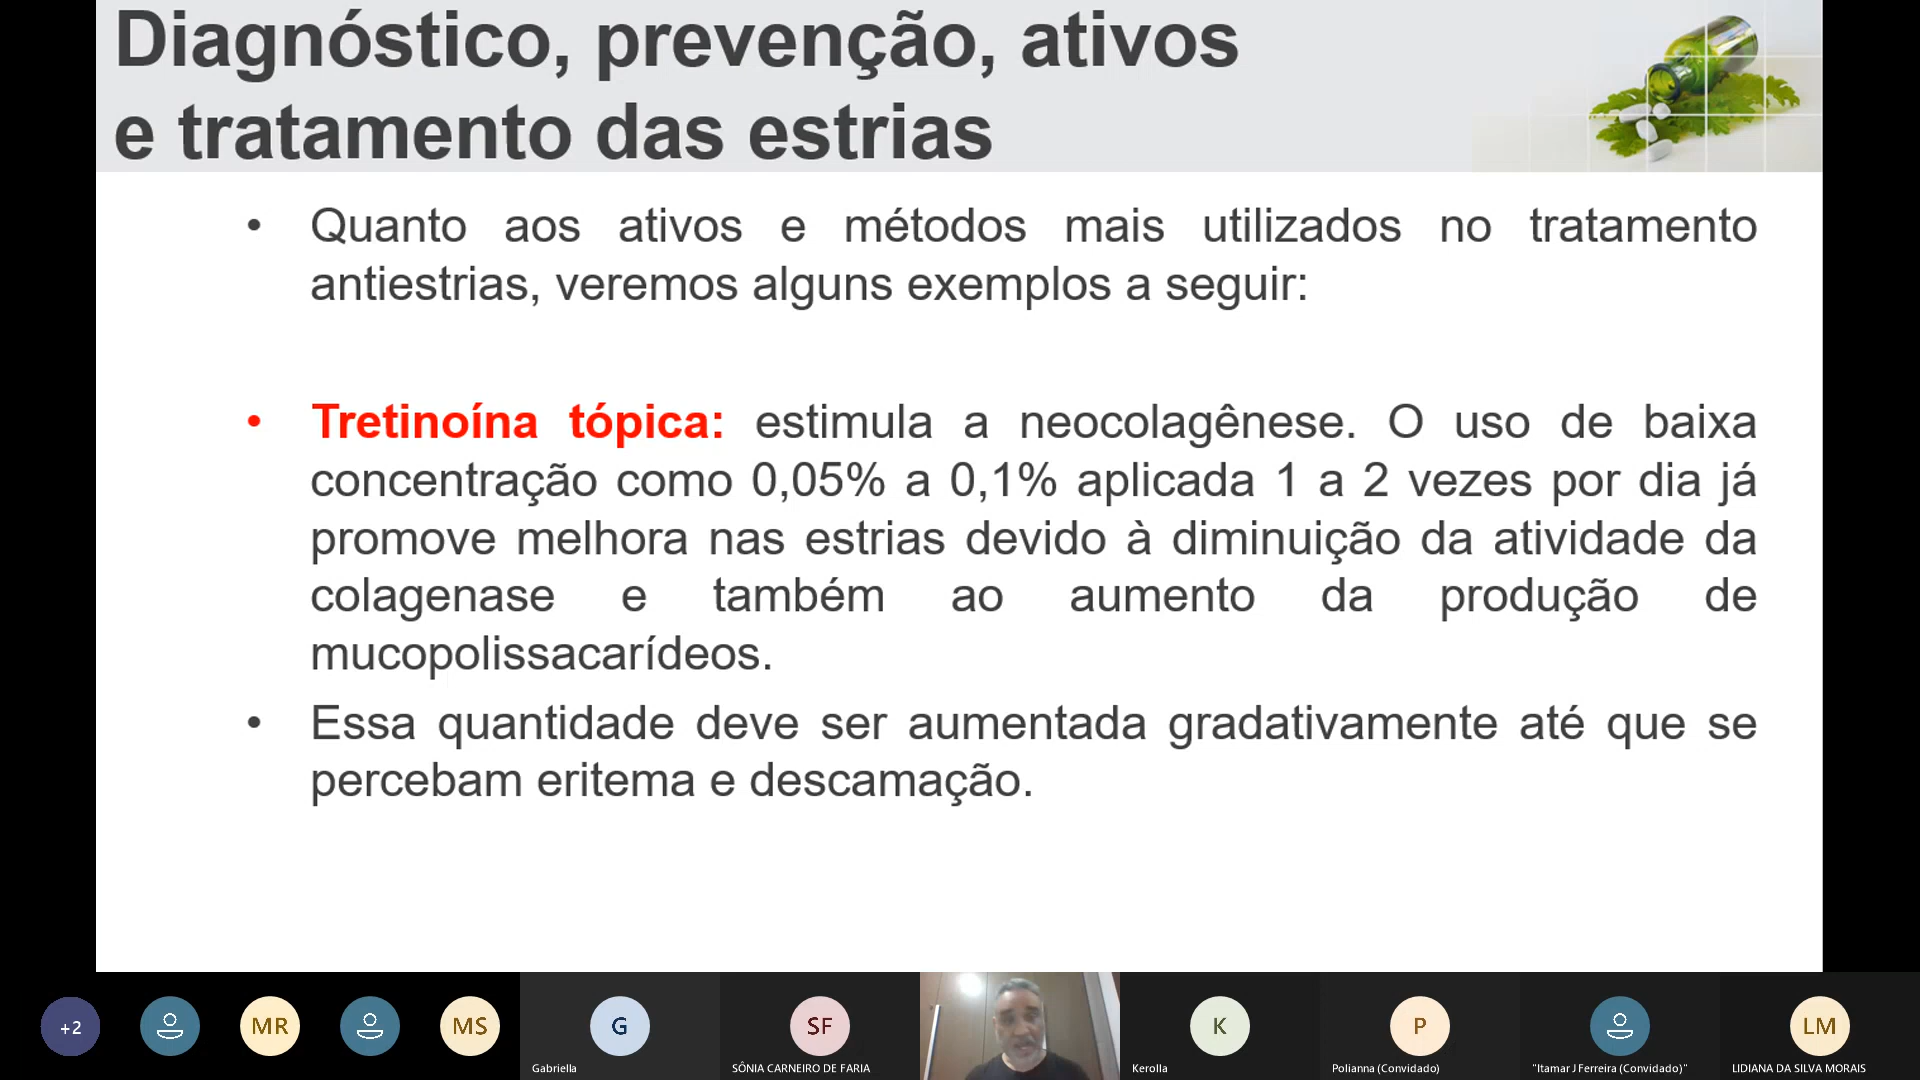 Diagnóstico, prevenção, ativos
e tratamento das estrias
• Quanto aos ativos e métodos mais utilizados no tratamento
antiestrias, veremos alguns exemplos a seguir:
• Tretinoína tópica: estimula a neocolagênese. O uso de baixa
concentração como 0,05% a 0,1% aplicada 1 a 2 vezes por dia já
promove melhora nas estrias devido à diminuição da atividade da
colagenase e também ao aumento da produção de
mucopolissacarídeos.
• Essa quantidade deve ser aumentada gradativamente até que se
percebam eritema e descamação.
+2 MR MS G SF K P LM
Gabriella SÔNIA CARNEIRO DE FARIA Kerolla Polianna (Convidado) "Itamar J Ferreira (Convidado)" LIDIANA DA SILVA MORAIS